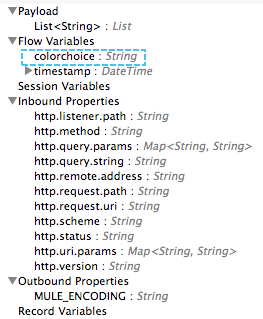 Payload
List<String> : List
Flow Variables
colorchoice : String
timestamp : DateTime
Session Variables
Inbound Properties
http.listener.path : String
http.method : String
http.query.params : Map<String, String>
http.query.string : String
http.remote.address : String
http.request.path : String
http.request.uri : String
http.scheme : String
http.status : String
http.uri.params : Map<String, String>
http.version : String
Outbound Properties
MULE_ENCODING : String
Record Variables